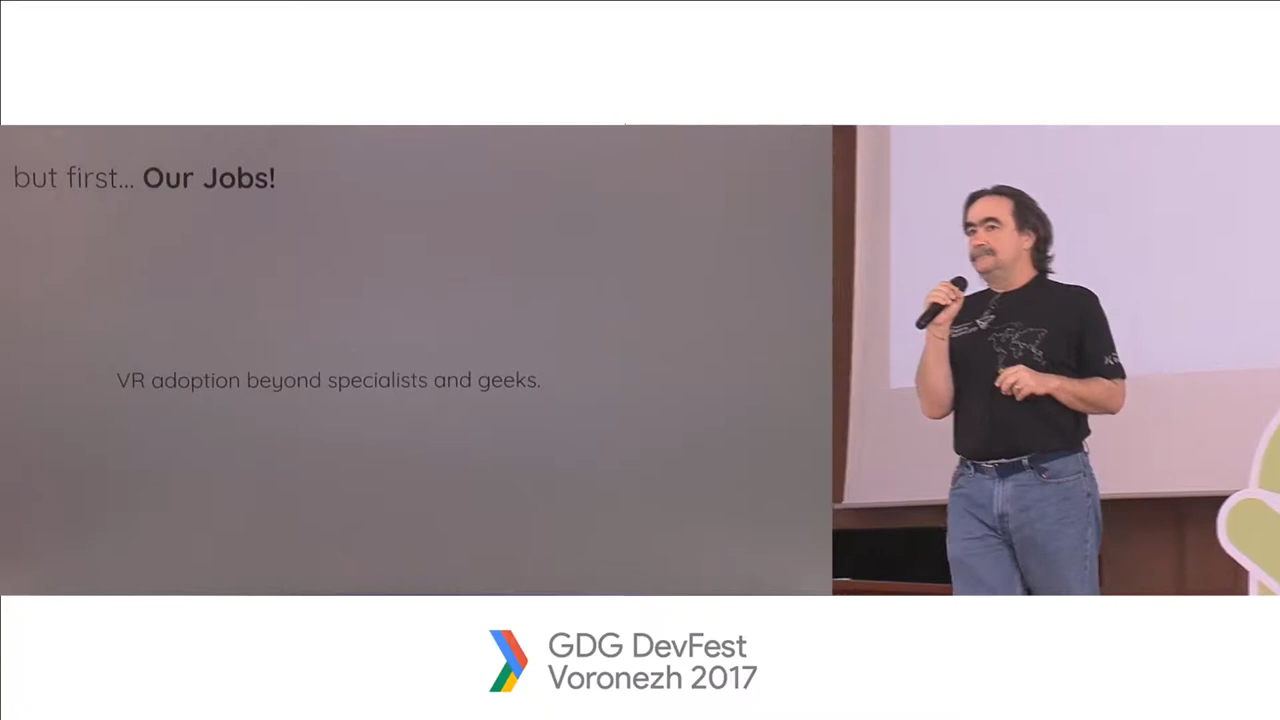 but first... Our Jobs!
VR adoption beyond specialists and geeks.
GDG DevFest
Voronezh 2017